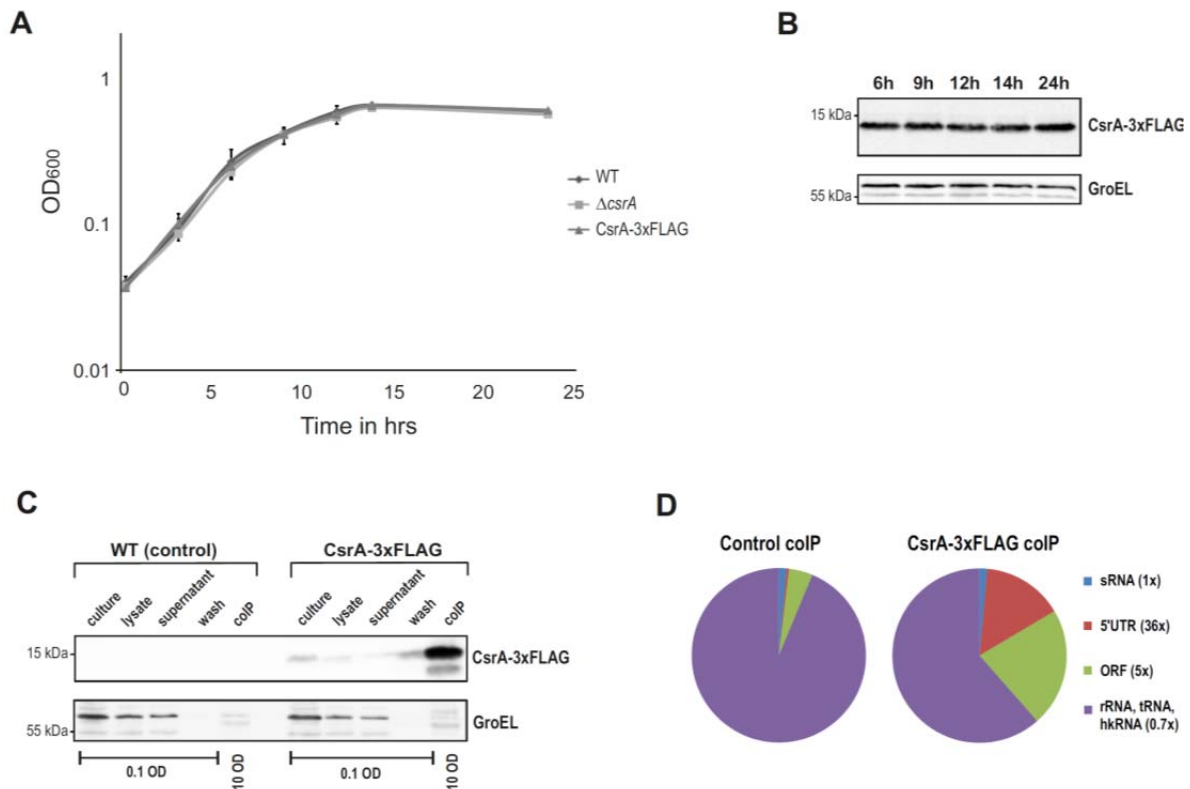 A
1
0.1
0.01
OD600
0
5
10
15
20
25
Time in hrs
WT
ΔcsrA
CsrA-3xFLAG
B
6h 9h 12h 14h 24h
15 kDa
CsrA-3xFLAG
55 kDa
GroEL
C
WT (control)
CsrA-3xFLAG
culture
lysate
supernatant
wash
coIP
culture
lysate
supernatant
wash
coIP
15 kDa
CsrA-3xFLAG
55 kDa
GroEL
0.1 OD
10 OD
0.1 OD
10 OD
D
Control coIP
CsrA-3xFLAG coIP
sRNA (1x)
5'UTR (36x)
ORF (5x)
rRNA, tRNA,
hkRNA (0.7x)